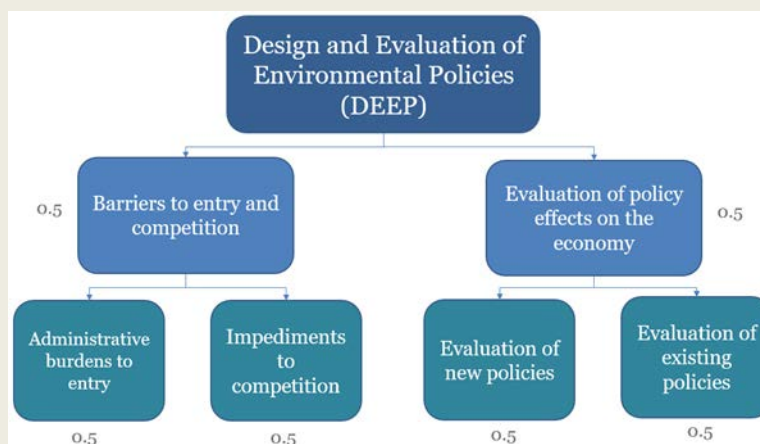 Design and Evaluation of
Environmental Policies
(DEEP)
0.5
Barriers to entry and
competition
Evaluation of policy
effects on the
economy
0.5
Administrative
burdens to
entry
Impediments
to
competition
Evaluation of
new policies
Evaluation of
existing
policies
0.5
0.5
0.5
0.5